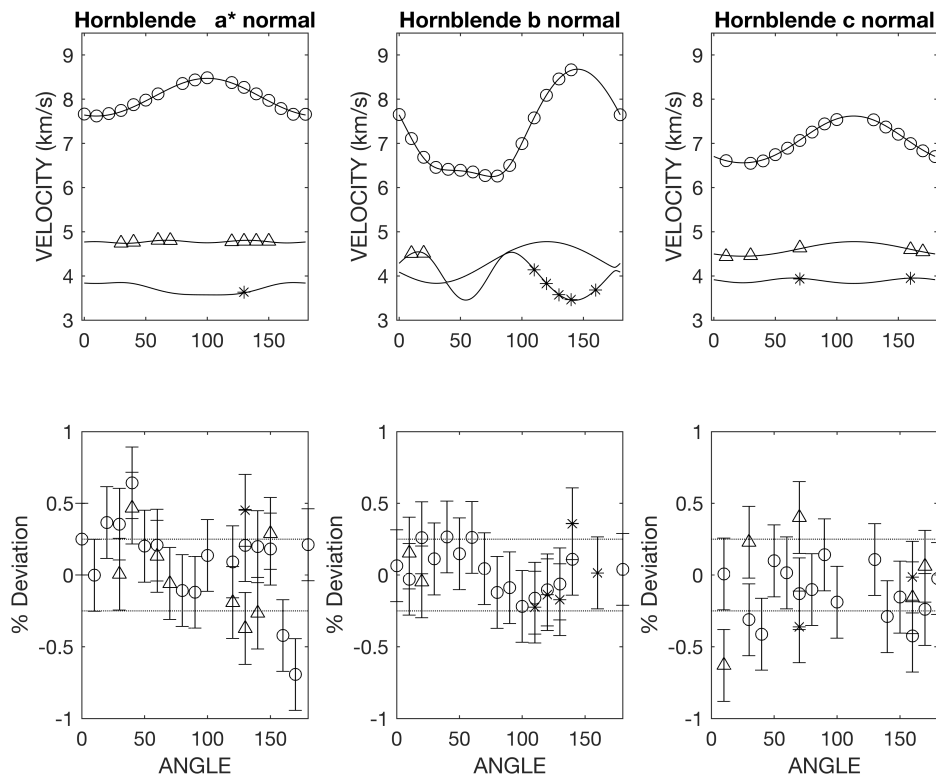 Hornblende a* normal
9
8
7
6
5
4
3
VELOCITY (km/s)
0 50 100 150
Hornblende b normal
9
8
7
6
5
4
3
VELOCITY (km/s)
0 50 100 150
Hornblende c normal
9
8
7
6
5
4
3
VELOCITY (km/s)
0 50 100 150
1
0.5
0
-0.5
-1
% Deviation
0 50 100 150
ANGLE
1
0.5
0
-0.5
-1
% Deviation
0 50 100 150
ANGLE
1
0.5
0
-0.5
-1
% Deviation
0 50 100 150
ANGLE